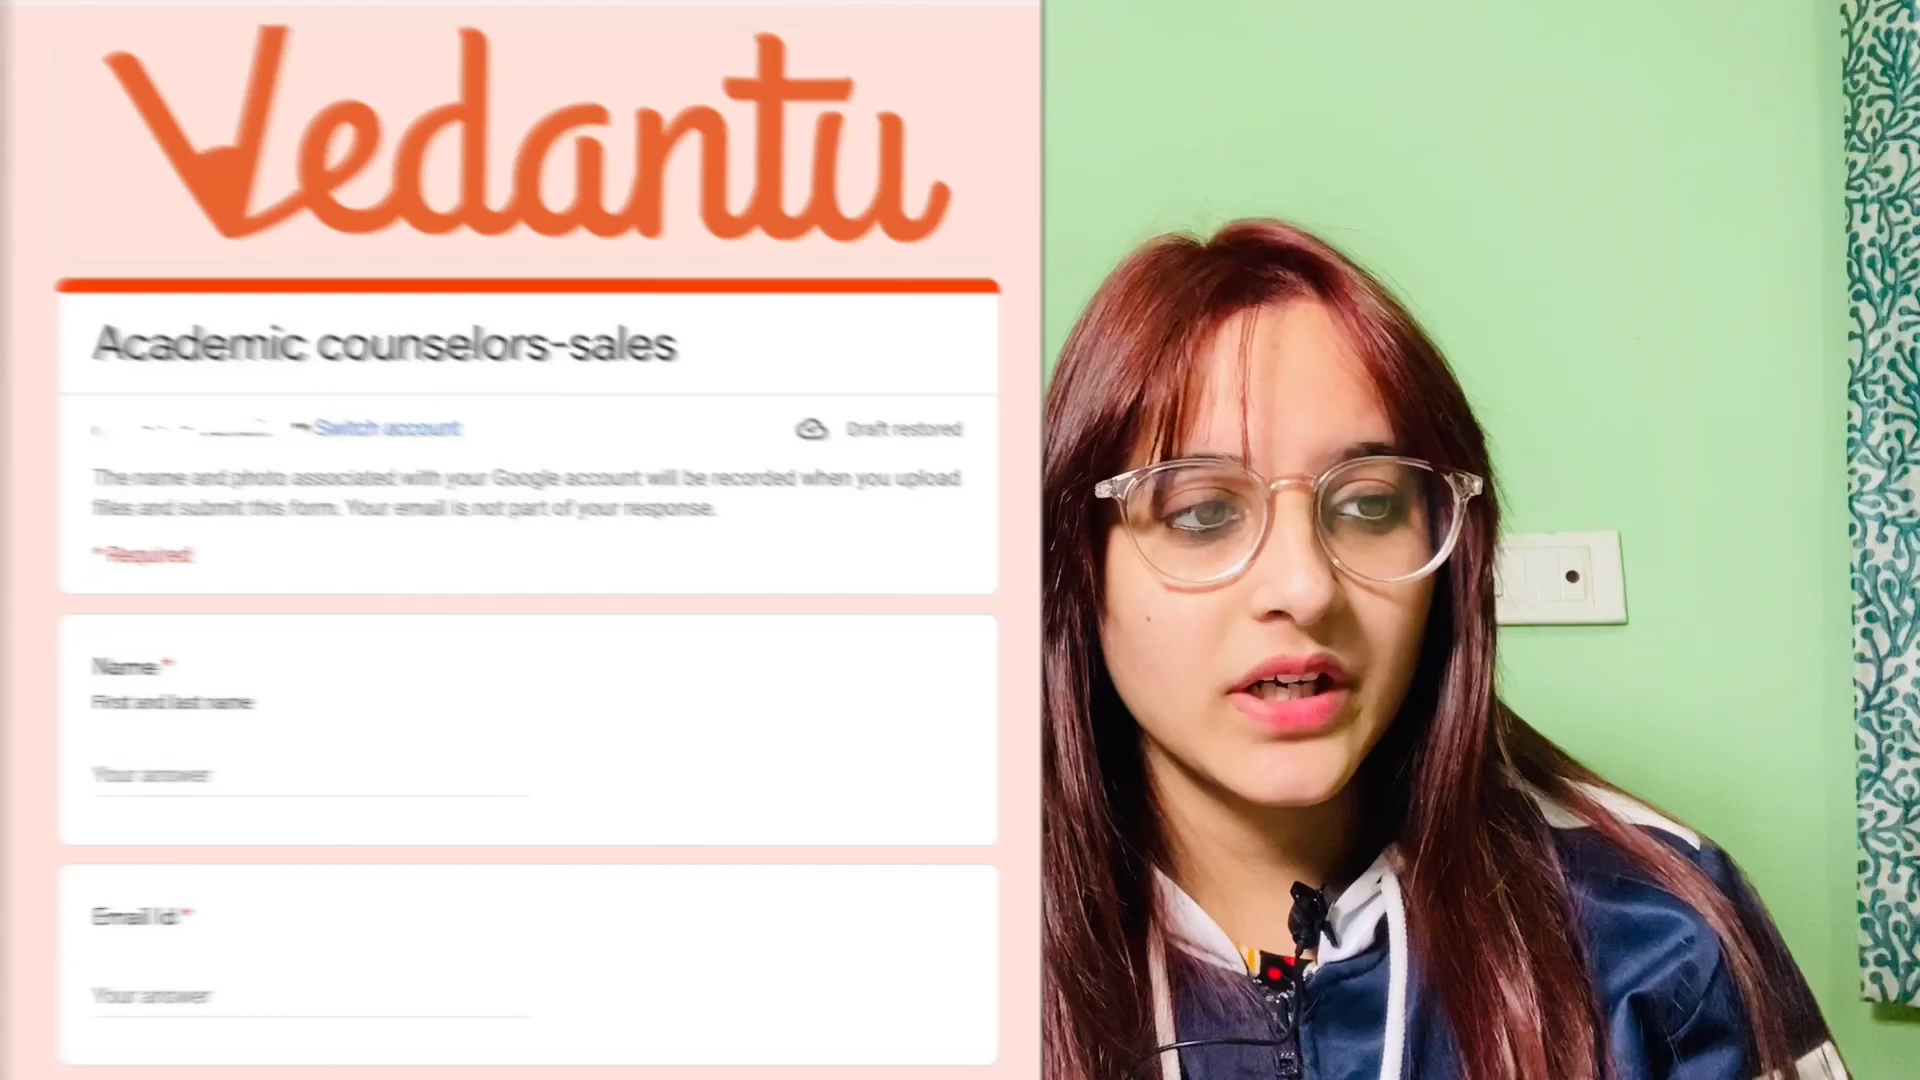 Vedantu
Academic counselors-sales
Switch account
Draft restored
The name and photo associated with your Google account will be recorded when you upload
files and submit this form. Your email is not part of your response.
* Required
Name *
First and last name
Your answer
Email Id *
Your answer